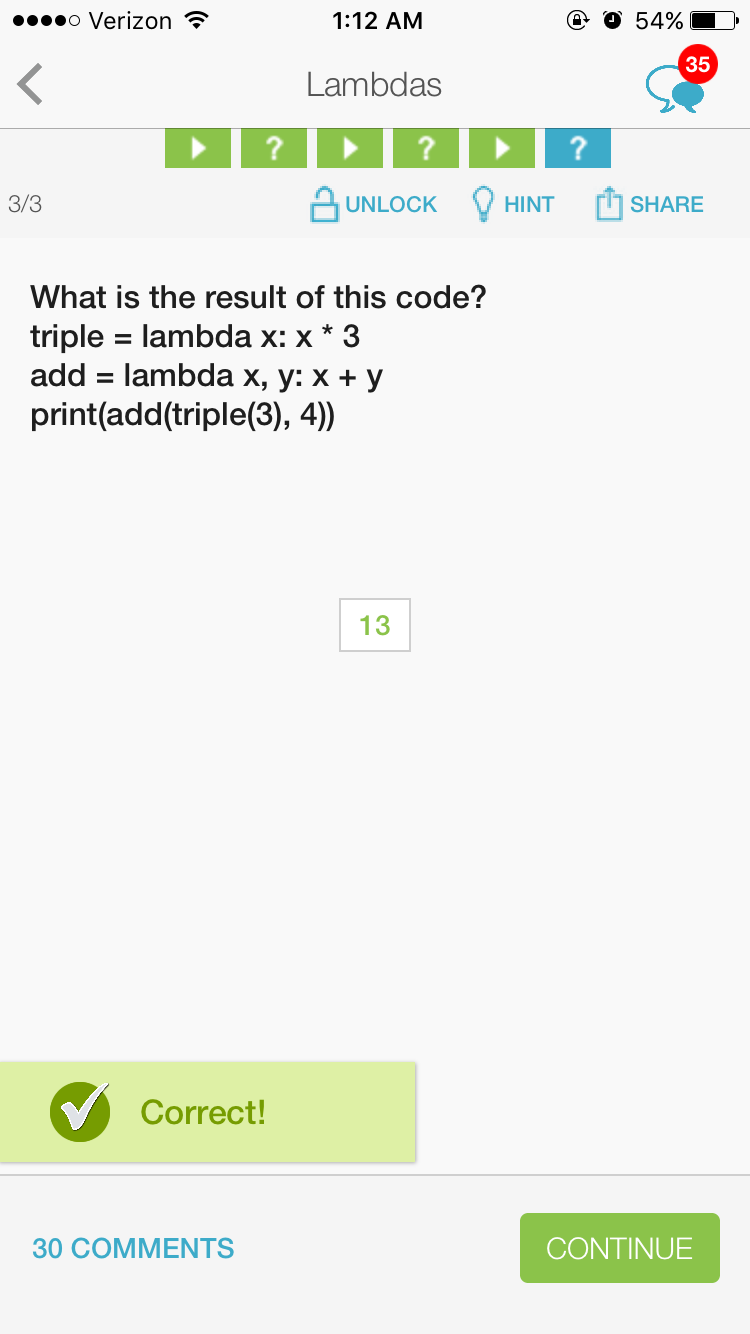 Verizon 1:12 AM 54%
Lambdas 35
? ? ?
3/3 UNLOCK HINT SHARE
What is the result of this code?
triple = lambda x: x * 3
add = lambda x, y: x + y
print(add(triple(3), 4))
13
Correct!
30 COMMENTS CONTINUE